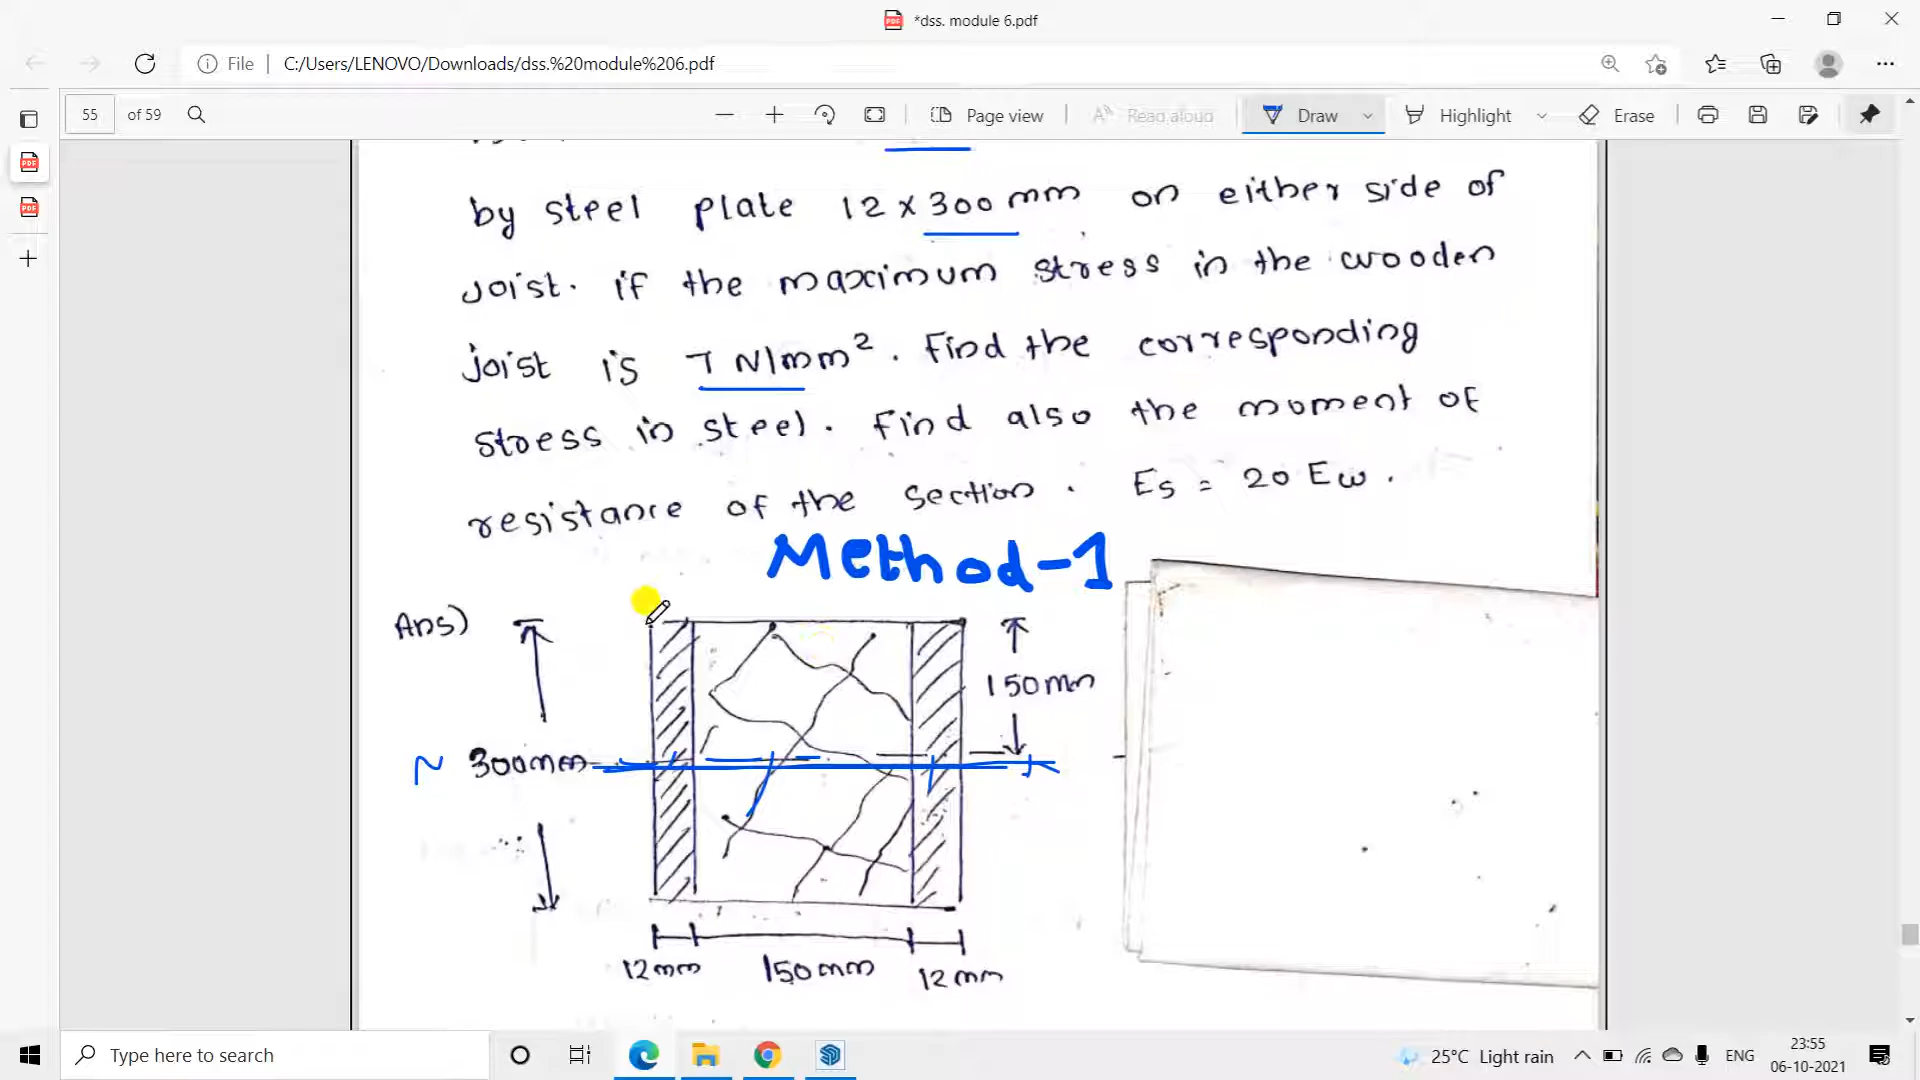 *dss. module 6.pdf
File | C:/Users/LENOVO/Downloads/dss.%20module%206.pdf
55 of 59 Page view Read aloud Draw Highlight Erase
by steel plate 12 x 300 mm on either side of
joist. if the maximum stress in the wooden
joist is 7 N/mm². Find the corresponding
stress in steel. Find also the moment of
resistance of the section. Es = 20 Ew.
Method-1
Ans)
150mm
N 300mm A
12mm 150mm 12mm
Type here to search
25°C Light rain ENG 23:55
06-10-2021